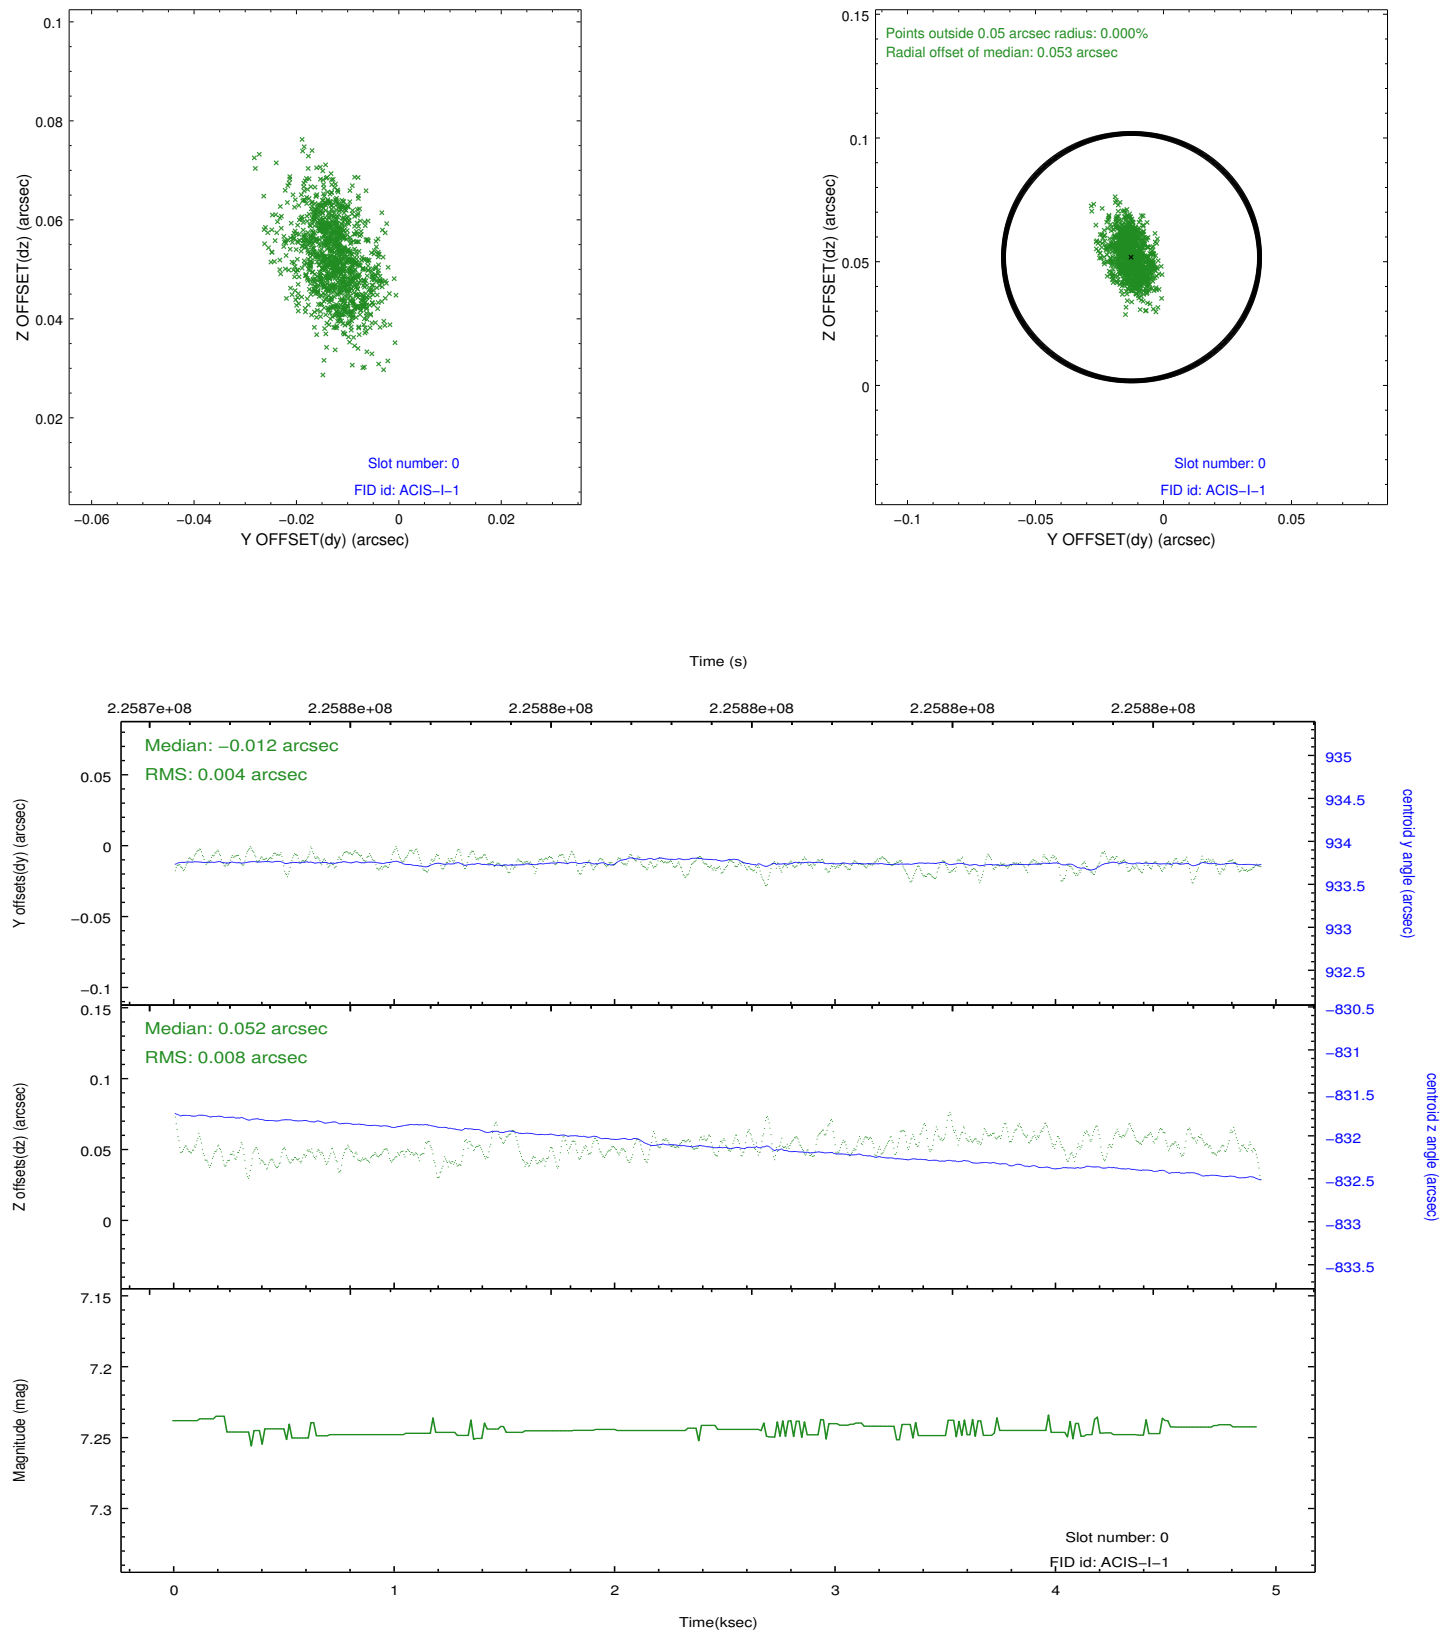 0.1
0.08
0.06
0.04
0.02
Z OFFSET(dz) (arcsec)
Slot number: 0
FID id: ACIS−I−1
−0.06 −0.04 −0.02 0 0.02
Y OFFSET(dy) (arcsec)
Points outside 0.05 arcsec radius: 0.000%
Radial offset of median: 0.053 arcsec
0.15
0.1
0.05
0
Z OFFSET(dz) (arcsec)
Slot number: 0
FID id: ACIS−I−1
−0.1 −0.05 0 0.05
Y OFFSET(dy) (arcsec)
Time (s)
2.2587e+08 2.2588e+08 2.2588e+08 2.2588e+08 2.2588e+08 2.2588e+08
Median: −0.012 arcsec
RMS: 0.004 arcsec
0.05
0
−0.05
−0.1
Y offsets(dy) (arcsec)
935
934.5
934
933.5
933
932.5
centroid y angle (arcsec)
Median: 0.052 arcsec
RMS: 0.008 arcsec
0.15
0.1
0.05
0
Z offsets(dz) (arcsec)
−830.5
−831
−831.5
−832
−832.5
−833
−833.5
centroid z angle (arcsec)
7.15
7.2
7.25
7.3
Magnitude (mag)
Slot number: 0
FID id: ACIS−I−1
0 1 2 3 4 5
Time(ksec)